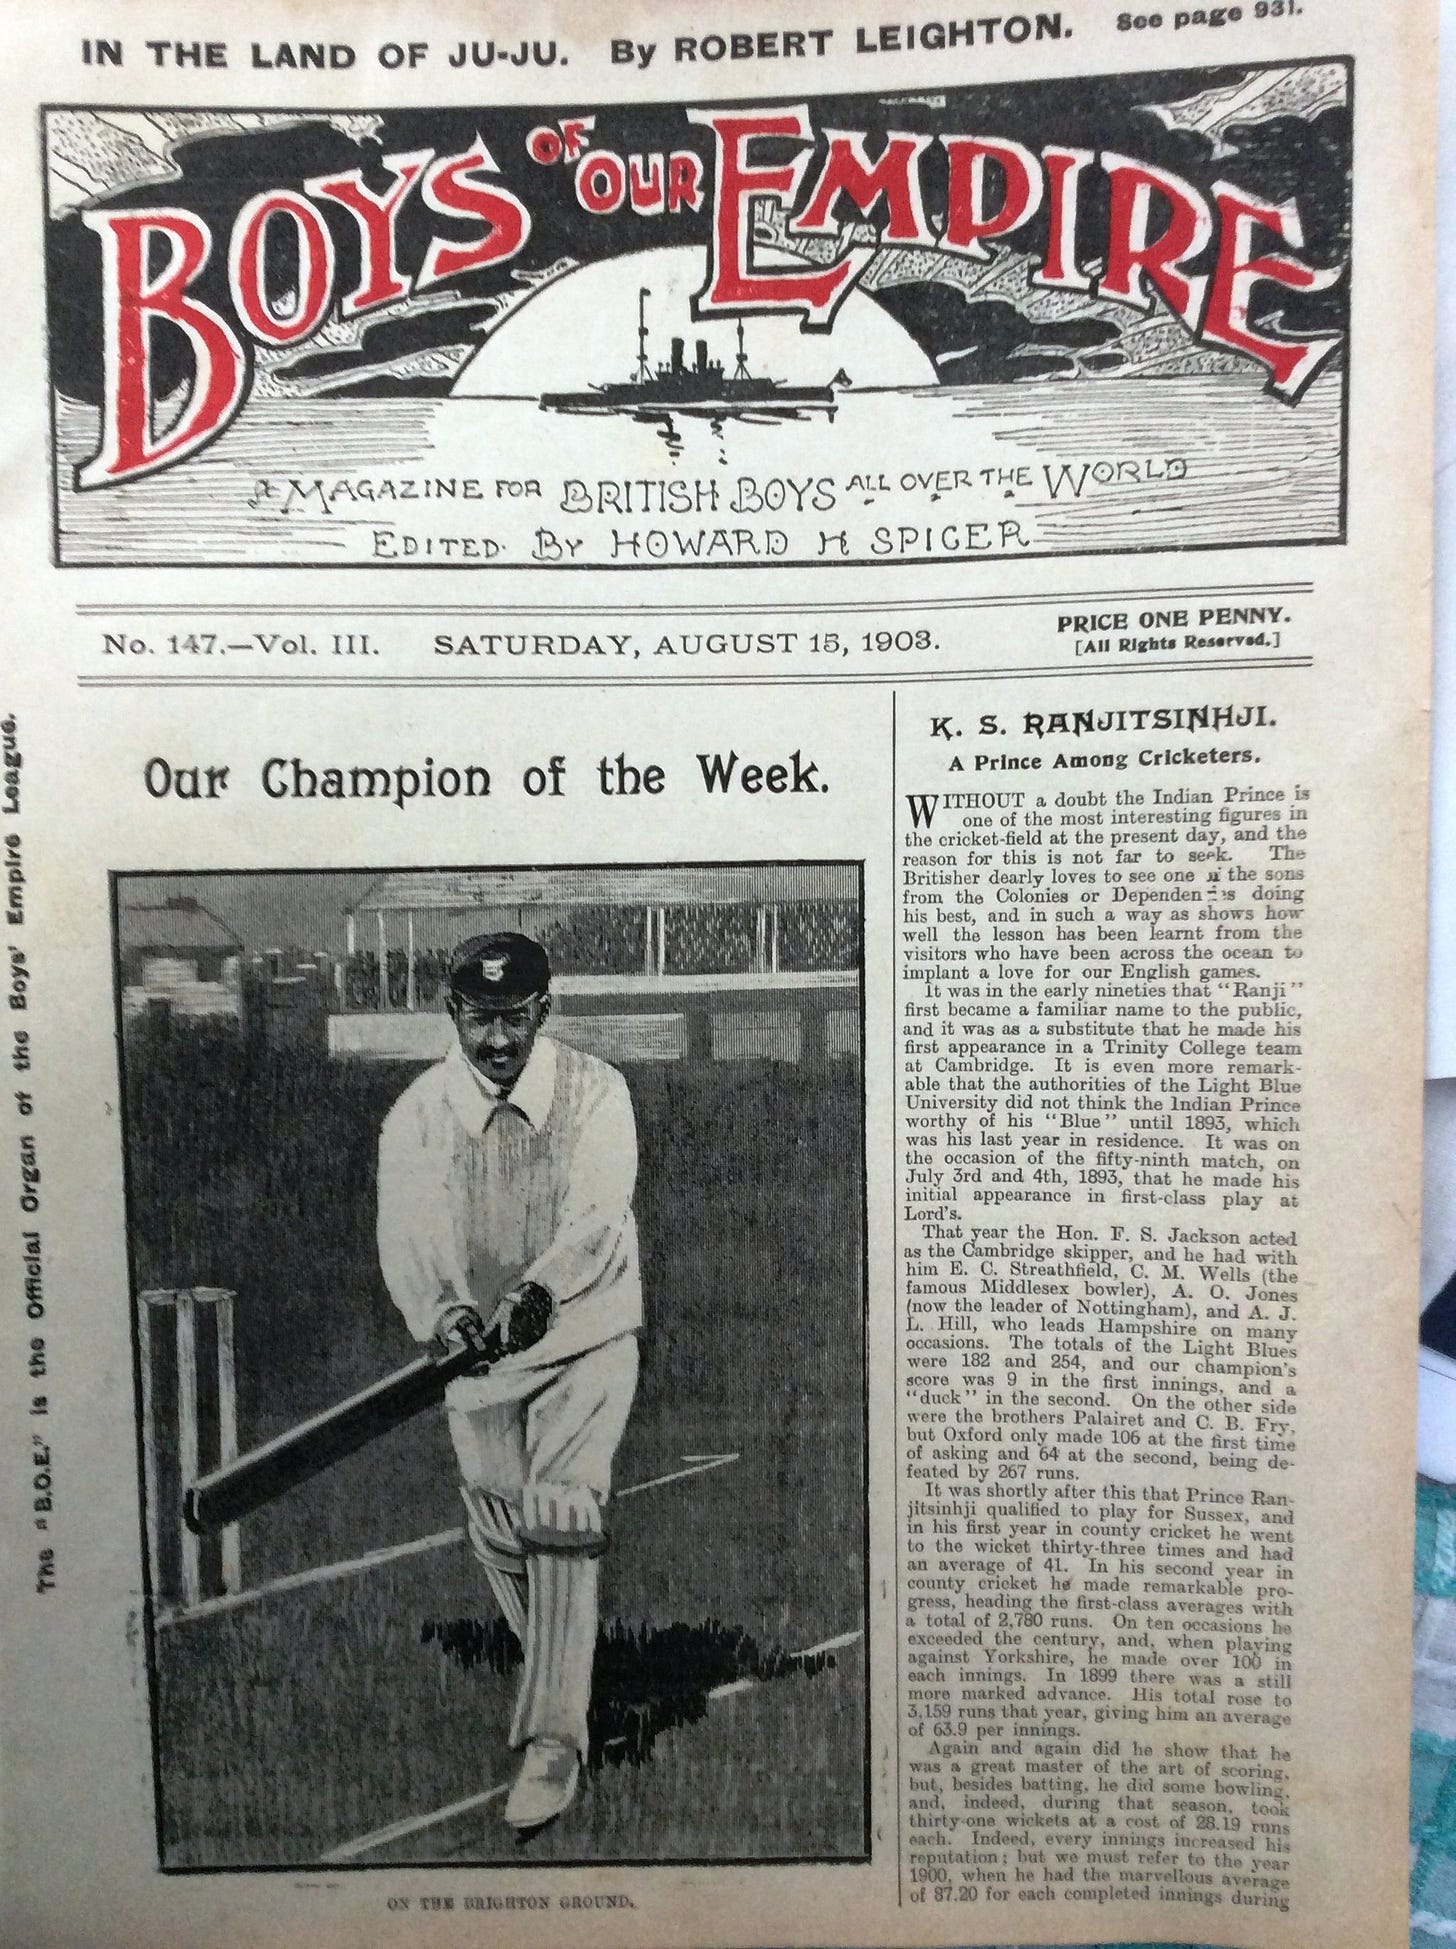 IN THE LAND OF JU-JU. By ROBERT LEIGHTON. See page 931.
BOYS OF OUR EMPIRE
A MAGAZINE FOR BRITISH BOYS ALL OVER THE WORLD
EDITED BY HOWARD H SPICER
No. 147.—Vol. III. SATURDAY, AUGUST 15, 1903. PRICE ONE PENNY.
[All Rights Reserved.]
The "B.O.E." is the Official Organ of the Boys' Empire League.
Our Champion of the Week.
ON THE BRIGHTON GROUND.
K. S. RANJITSINHJI.
A Prince Among Cricketers.
WITHOUT a doubt the Indian Prince is
one of the most interesting figures in
the cricket-field at the present day, and the
reason for this is not far to seek. The
Britisher dearly loves to see one the sons
from the Colonies or doing
his best, and in such a way as shows how
well the lesson has been learnt from the
visitors who have been across the ocean to
implant a love for our English games.
It was in the early nineties that "Ranji"
first became a familiar name to the public,
and it was as a substitute that he made his
first appearance in a Trinity College team
at Cambridge. It is even more remark-
able that the authorities of the Light Blue
University did not think the Indian Prince
worthy of his "Blue" until 1893, which
was his last year in residence. It was on
the occasion of the fifty-ninth match, on
July 3rd and 4th, 1893, that he made his
initial appearance in first-class play at
Lord's.
That year the Hon. F. S. Jackson acted
as the Cambridge skipper, and he had with
him E. C. Streathfield, C. M. Wells (the
famous Middlesex bowler), A. O. Jones
(now the leader of Nottingham), and A. J.
L. Hill, who leads Hampshire on many
occasions. The totals of the Light Blues
were 182 and 254, and our champion's
score was 9 in the first innings, and a
"duck" in the second. On the other side
were the brothers Palairet and C. B. Fry,
but Oxford only made 106 at the first time
of asking and 64 at the second, being de-
feated by 267 runs.
It was shortly after this that Prince Ran-
jitsinhji qualified to play for Sussex, and
in his first year in county cricket he went
to the wicket thirty-three times and had
an average of 41. In his second year in
county cricket he made remarkable pro-
gress, heading the first-class averages with
a total of 2,780 runs. On ten occasions he
exceeded the century, and, when playing
against Yorkshire, he made over 100 in
each innings. In 1899 there was a still
more marked advance. His total rose to
3,159 runs that year, giving him an average
of 63.9 per innings.
Again and again did he show that he
was a great master of the art of scoring,
but, besides batting, he did some bowling,
and, indeed, during that season, took
thirty-one wickets at a cost of 28.19 runs
each. Indeed, every innings increased his
reputation; but we must refer to the year
1900, when he had the marvellous average
of 87.20 for each completed innings during